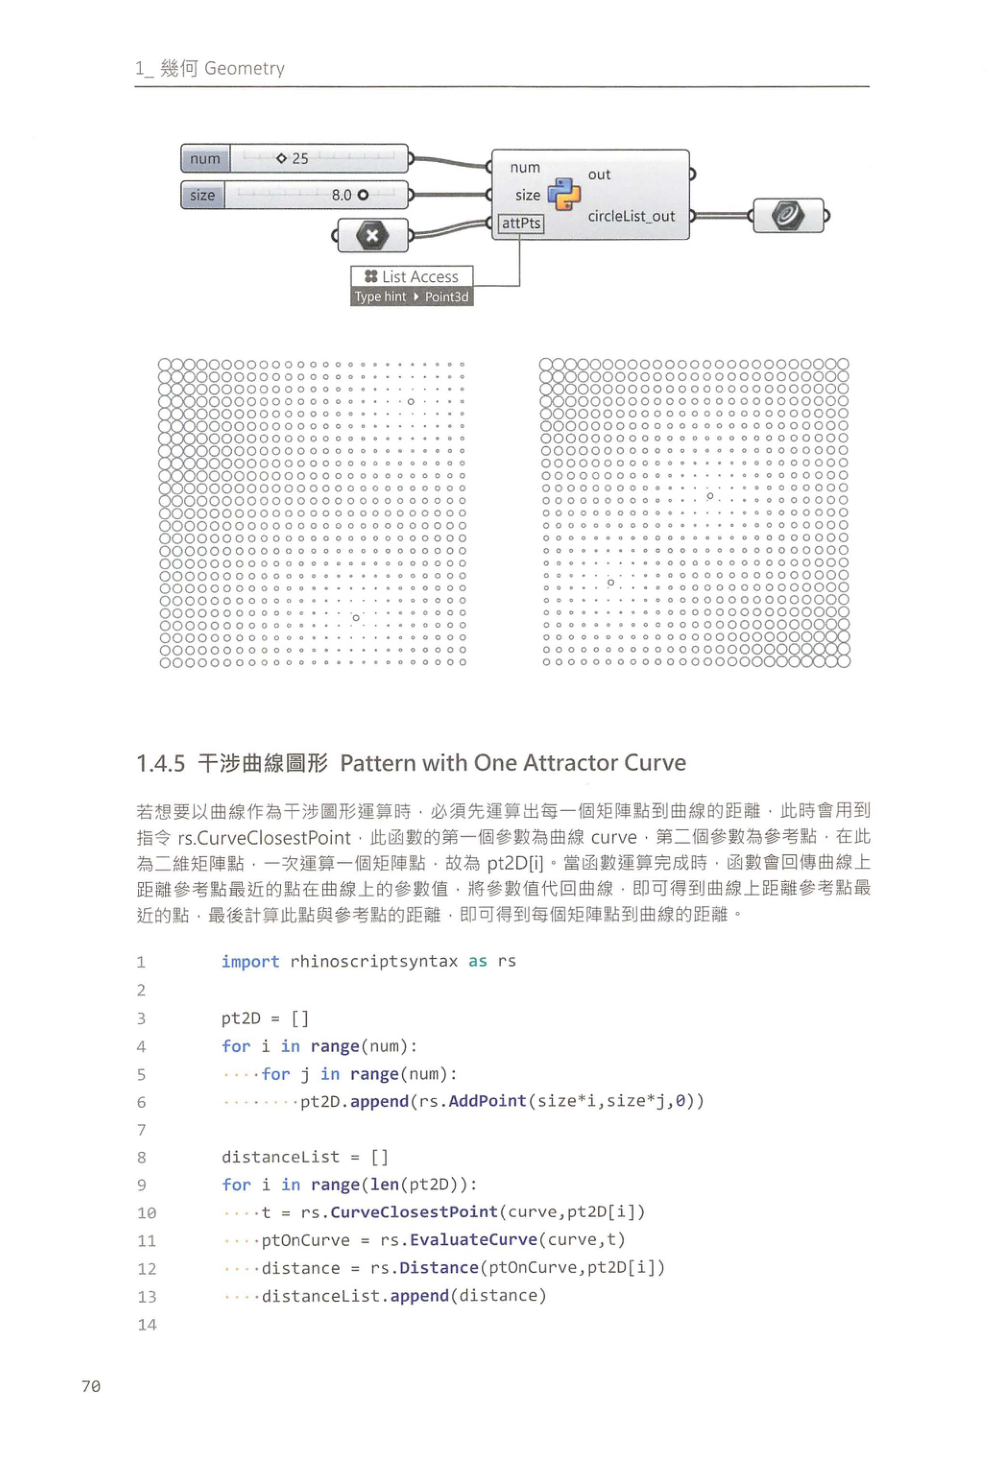 1_ 幾何 Geometry
num 25
size 8.0
num
size
attPts
out
circleList_out
List Access
Type hint Point3d
1.4.5 干涉曲線圖形 Pattern with One Attractor Curve
若想要以曲線作為干涉圖形運算時，必須先運算出每一個矩陣點到曲線的距離，此時會用到
指令 rs.CurveClosestPoint，此函數的第一個參數為曲線 curve，第二個參數為參考點，在此
為二維矩陣點，一次運算一個矩陣點，故為 pt2D[i]。當函數運算完成時，函數會回傳曲線上
距離參考點最近的點在曲線上的參數值，將參數值代回曲線，即可得到曲線上距離參考點最
近的點，最後計算此點與參考點的距離，即可得到每個矩陣點到曲線的距離。
1 import rhinoscriptsyntax as rs
2
3 pt2D = []
4 for i in range(num):
5 ····for j in range(num):
6 ········pt2D.append(rs.AddPoint(size*i,size*j,0))
7
8 distanceList = []
9 for i in range(len(pt2D)):
10 ····t = rs.CurveClosestPoint(curve,pt2D[i])
11 ····ptOnCurve = rs.EvaluateCurve(curve,t)
12 ····distance = rs.Distance(ptOnCurve,pt2D[i])
13 ····distanceList.append(distance)
14
70